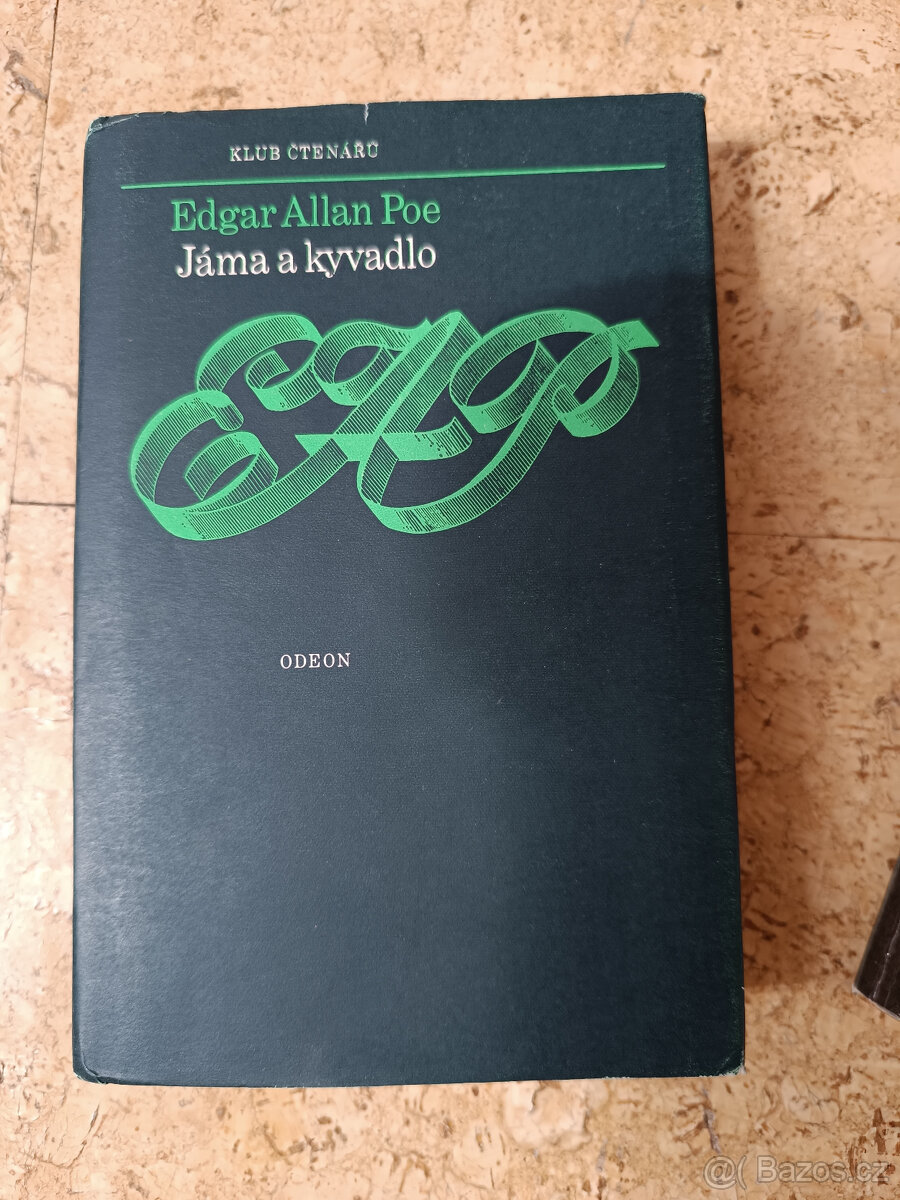 KLUB ČTENÁŘŮ
Edgar Allan Poe
Jáma a kyvadlo
EAP
ODEON
@( Bazos.cz